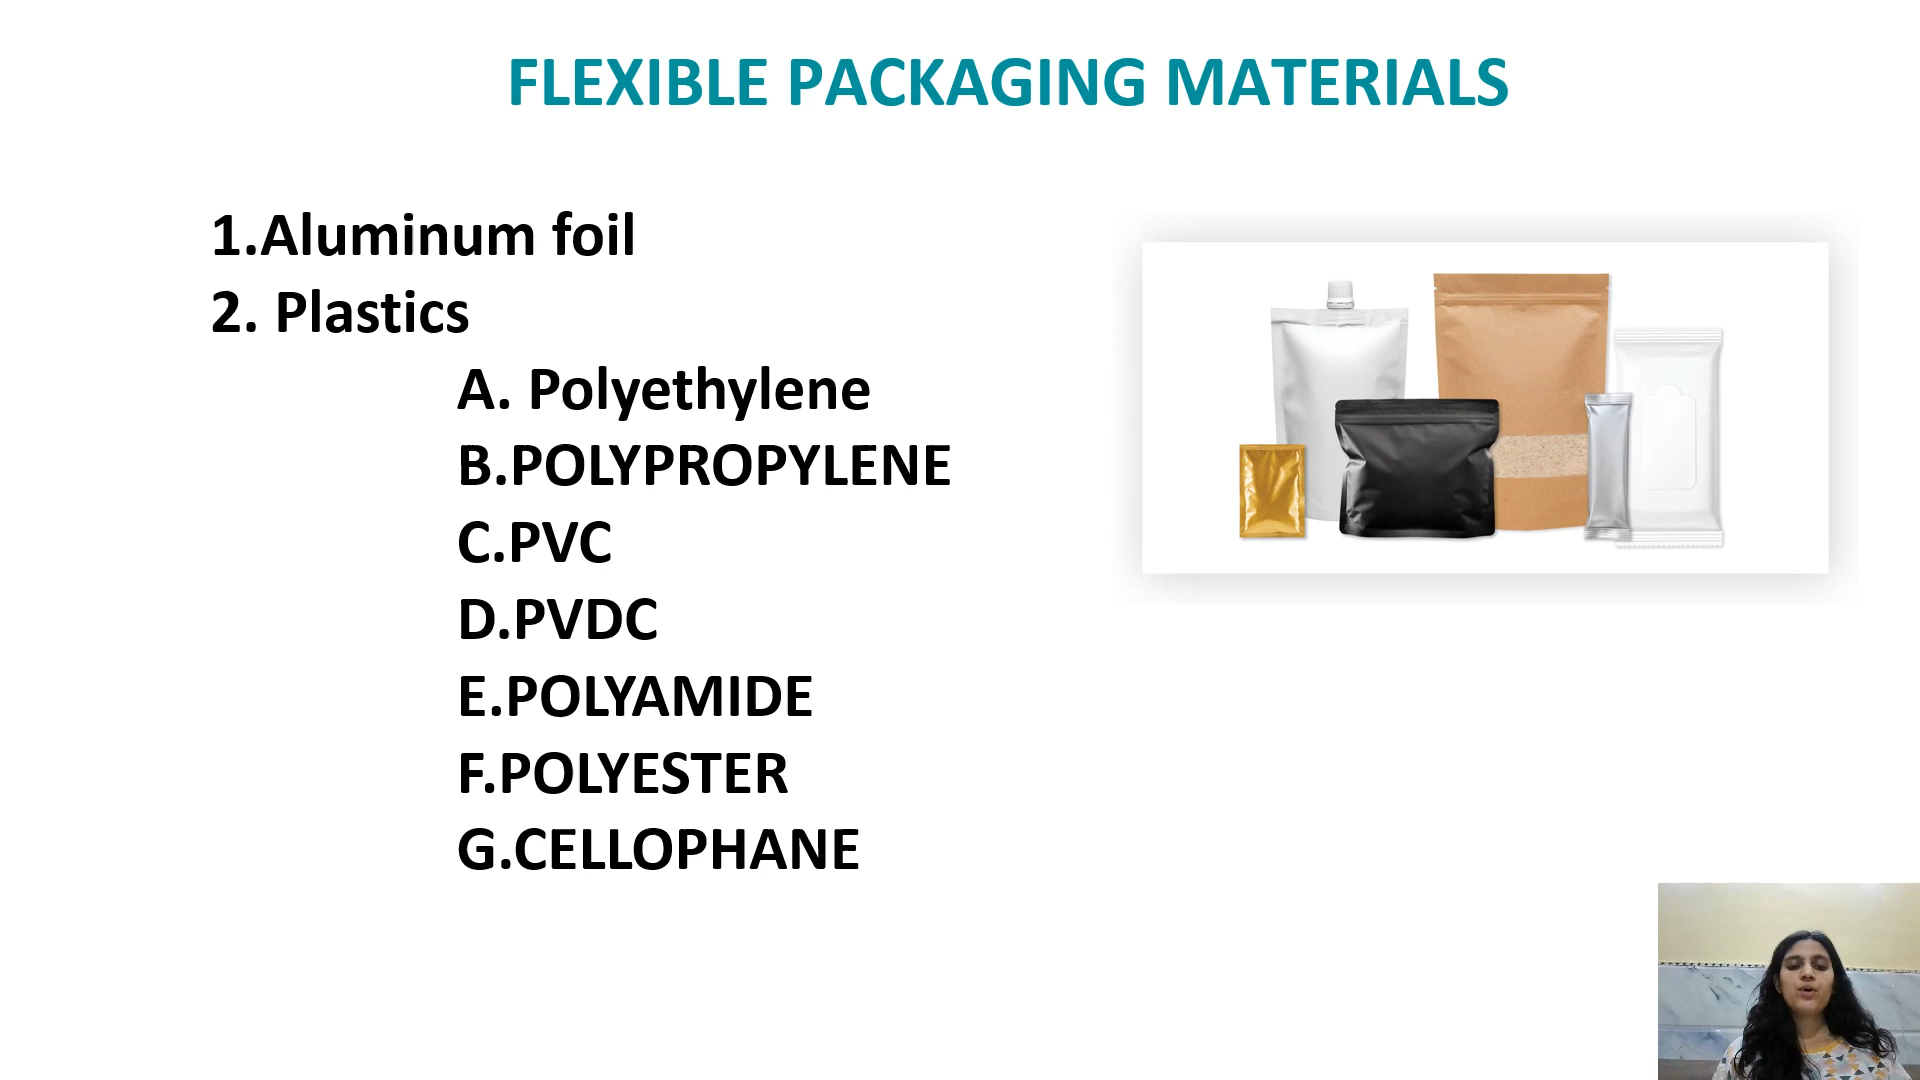 FLEXIBLE PACKAGING MATERIALS
1.Aluminum foil
2. Plastics
A. Polyethylene
B.POLYPROPYLENE
C.PVC
D.PVDC
E.POLYAMIDE
F.POLYESTER
G.CELLOPHANE